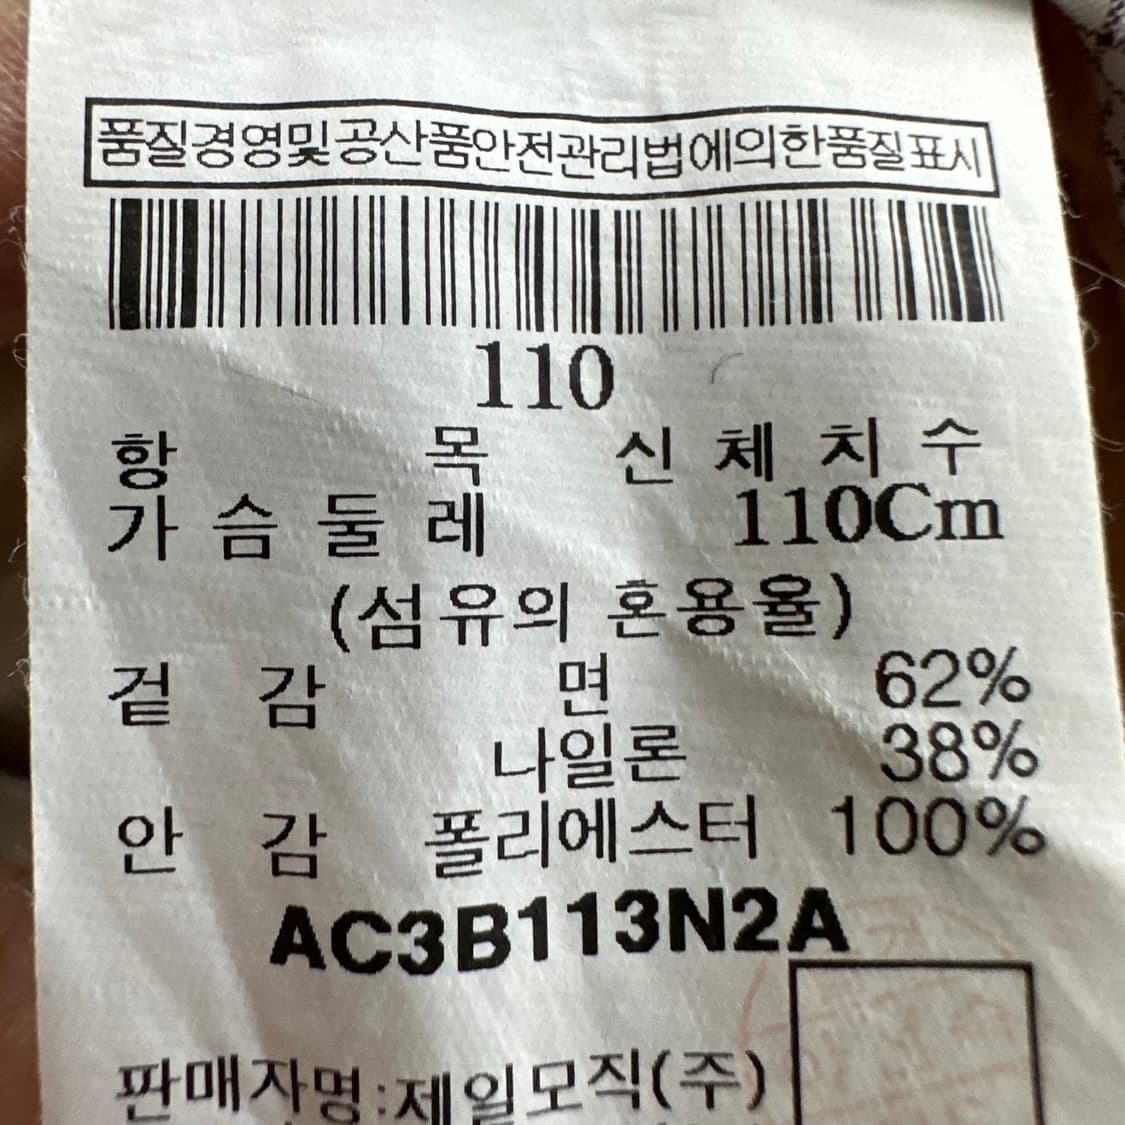 품질경영및공산품안전관리법에의한품질표시
110
항 목 신 체 치 수
가 슴 둘 레 110Cm
(섬유의 혼용율)
겉 감 면 62%
나일론 38%
안 감 폴리에스터 100%
AC3B113N2A
판매자명:제일모직(주)